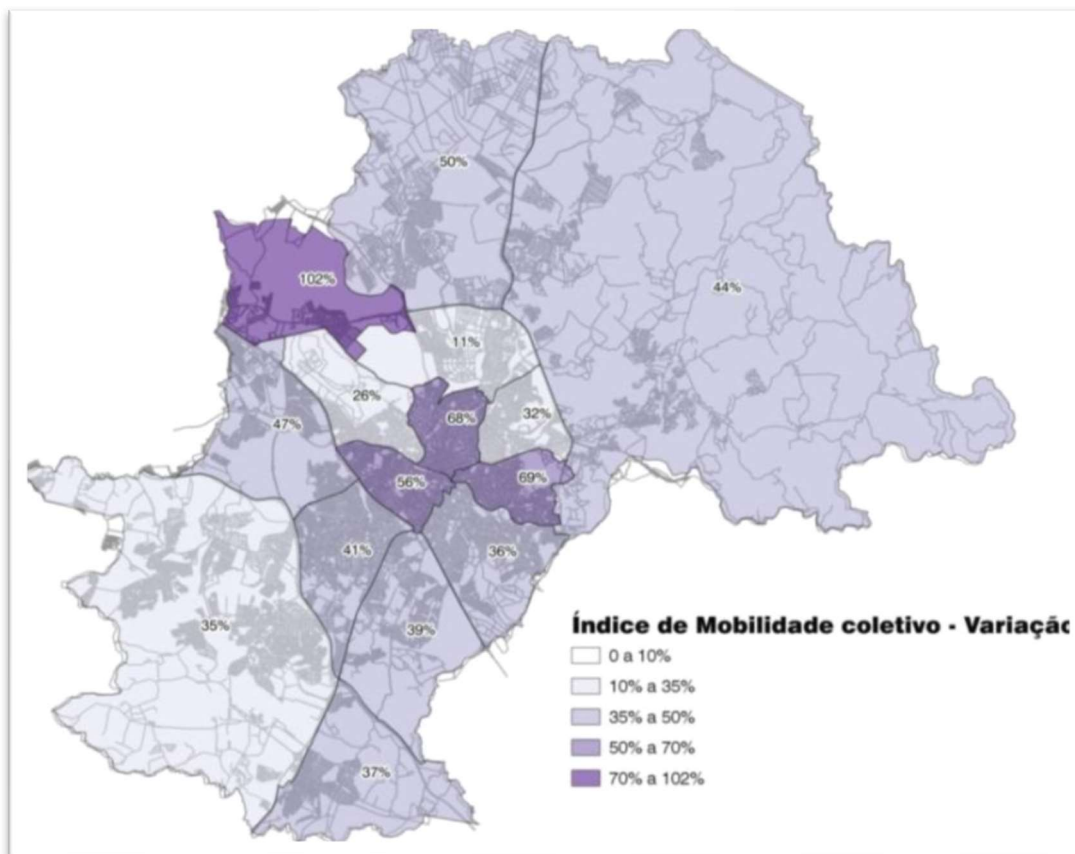 50%
102%
44%
11%
26%
32%
47%
68%
56%
69%
41%
36%
35%
39%
37%
Índice de Mobilidade coletivo - Variaçã
0 a 10%
10% a 35%
35% a 50%
50% a 70%
70% a 102%